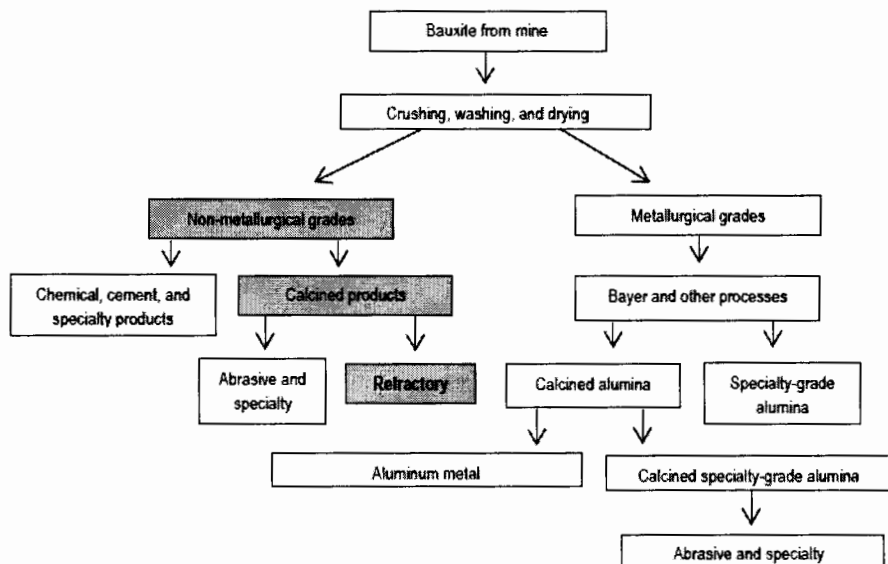 Bauxite from mine
Crushing, washing, and drying
Non-metallurgical grades
Metallurgical grades
Chemical, cement, and
specialty products
Calcined products
Bayer and other processes
Abrasive and
specialty
Refractory
Calcined alumina
Specialty-grade
alumina
Aluminum metal
Calcined specialty-grade alumina
Abrasive and specialty